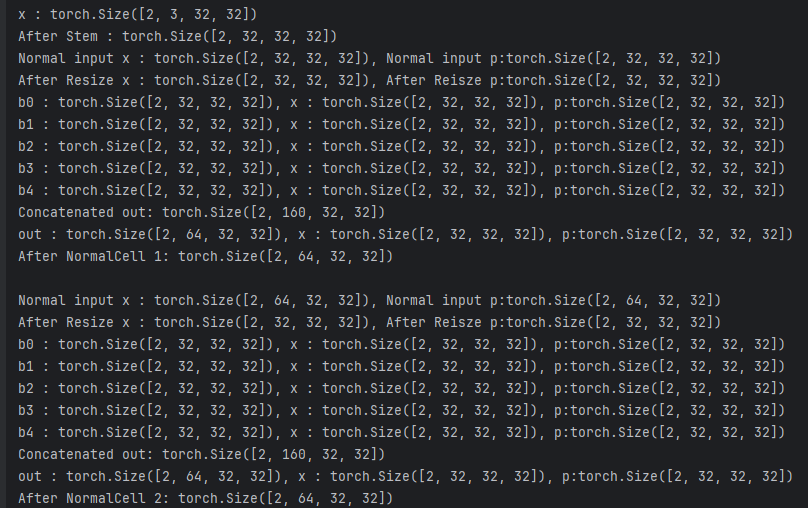 x : torch.Size([2, 3, 32, 32])
After Stem : torch.Size([2, 32, 32, 32])
Normal input x : torch.Size([2, 32, 32, 32]), Normal input p:torch.Size([2, 32, 32, 32])
After Resize x : torch.Size([2, 32, 32, 32]), After Reisze p:torch.Size([2, 32, 32, 32])
b0 : torch.Size([2, 32, 32, 32]), x : torch.Size([2, 32, 32, 32]), p:torch.Size([2, 32, 32, 32])
b1 : torch.Size([2, 32, 32, 32]), x : torch.Size([2, 32, 32, 32]), p:torch.Size([2, 32, 32, 32])
b2 : torch.Size([2, 32, 32, 32]), x : torch.Size([2, 32, 32, 32]), p:torch.Size([2, 32, 32, 32])
b3 : torch.Size([2, 32, 32, 32]), x : torch.Size([2, 32, 32, 32]), p:torch.Size([2, 32, 32, 32])
b4 : torch.Size([2, 32, 32, 32]), x : torch.Size([2, 32, 32, 32]), p:torch.Size([2, 32, 32, 32])
Concatenated out: torch.Size([2, 160, 32, 32])
out : torch.Size([2, 64, 32, 32]), x : torch.Size([2, 32, 32, 32]), p:torch.Size([2, 32, 32, 32])
After NormalCell 1: torch.Size([2, 64, 32, 32])

Normal input x : torch.Size([2, 64, 32, 32]), Normal input p:torch.Size([2, 64, 32, 32])
After Resize x : torch.Size([2, 32, 32, 32]), After Reisze p:torch.Size([2, 32, 32, 32])
b0 : torch.Size([2, 32, 32, 32]), x : torch.Size([2, 32, 32, 32]), p:torch.Size([2, 32, 32, 32])
b1 : torch.Size([2, 32, 32, 32]), x : torch.Size([2, 32, 32, 32]), p:torch.Size([2, 32, 32, 32])
b2 : torch.Size([2, 32, 32, 32]), x : torch.Size([2, 32, 32, 32]), p:torch.Size([2, 32, 32, 32])
b3 : torch.Size([2, 32, 32, 32]), x : torch.Size([2, 32, 32, 32]), p:torch.Size([2, 32, 32, 32])
b4 : torch.Size([2, 32, 32, 32]), x : torch.Size([2, 32, 32, 32]), p:torch.Size([2, 32, 32, 32])
Concatenated out: torch.Size([2, 160, 32, 32])
out : torch.Size([2, 64, 32, 32]), x : torch.Size([2, 32, 32, 32]), p:torch.Size([2, 32, 32, 32])
After NormalCell 2: torch.Size([2, 64, 32, 32])